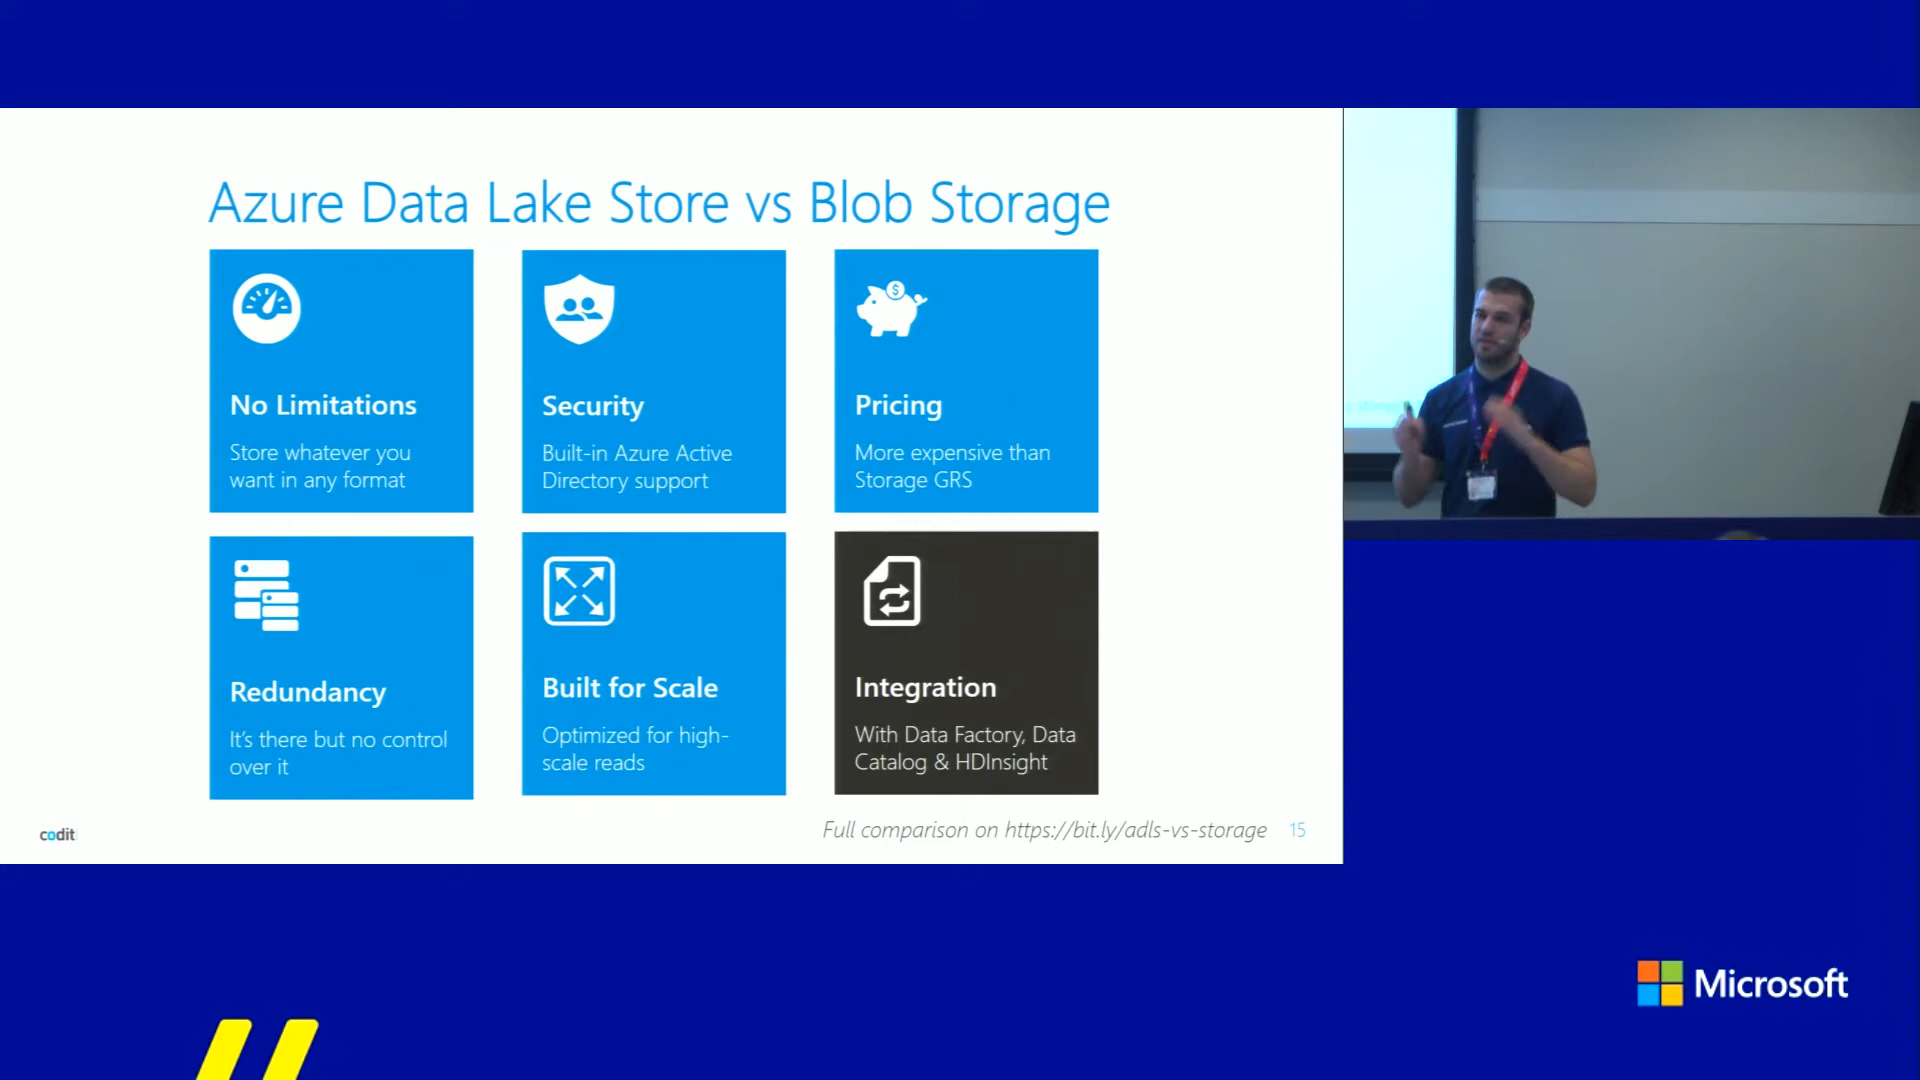 Azure Data Lake Store vs Blob Storage
No Limitations
Store whatever you
want in any format
Security
Built-in Azure Active
Directory support
Pricing
More expensive than
Storage GRS
$
Redundancy
It's there but no control
over it
Built for Scale
Optimized for high-
scale reads
Integration
With Data Factory, Data
Catalog & HDInsight
codit
Full comparison on https://bit.ly/adls-vs-storage 15
Microsoft